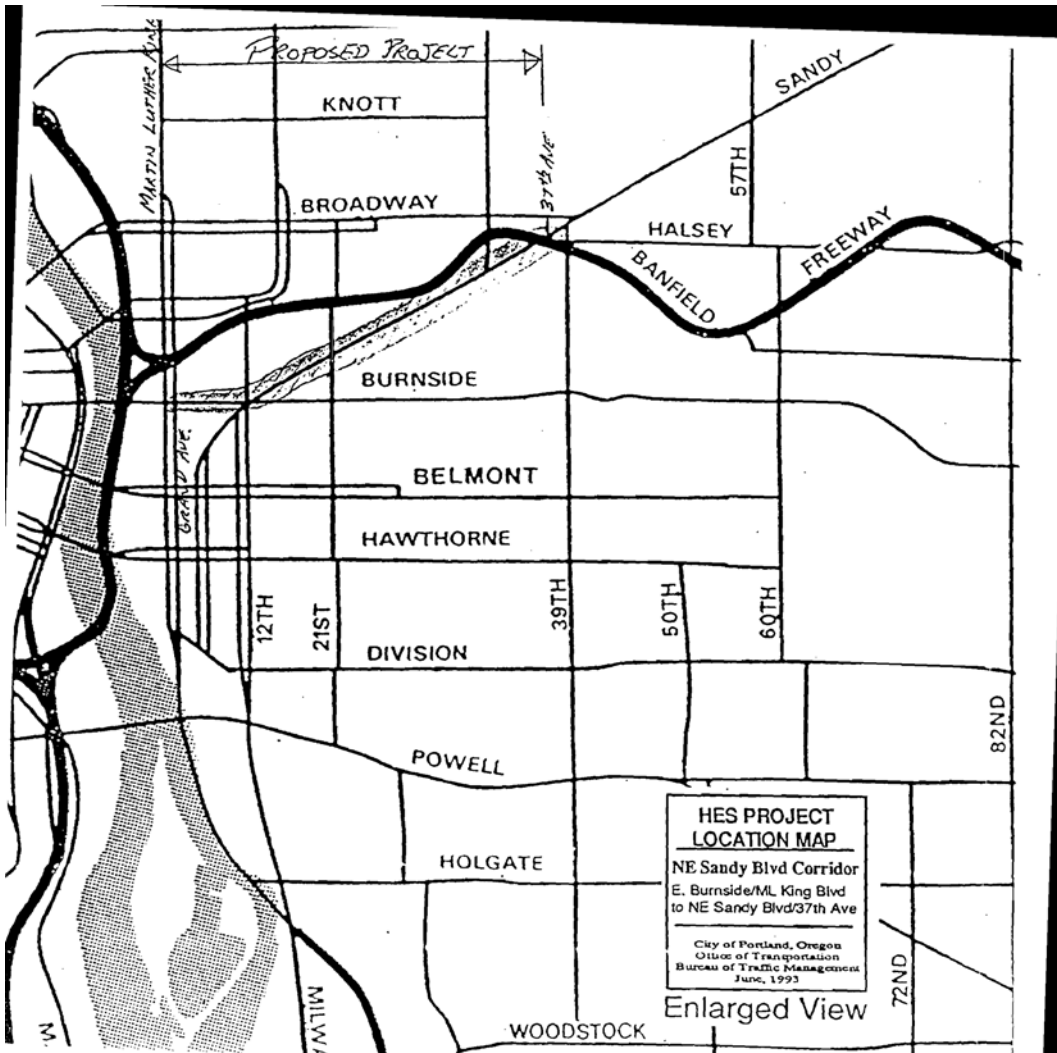 PROPOSED PROJECT
SANDY
MARTIN LUTHER KING
KNOTT
37th AVE
57TH
BROADWAY
HALSEY
BANFIELD
FREEWAY
BURNSIDE
GRAND AVE.
BELMONT
HAWTHORNE
12TH
21ST
39TH
50TH
60TH
DIVISION
82ND
POWELL
HOLGATE
HES PROJECT
LOCATION MAP
NE Sandy Blvd Corridor
E. Burnside/ML King Blvd
to NE Sandy Blvd/37th Ave
City of Portland, Oregon
Office of Transportation
Bureau of Traffic Management
June, 1993
Enlarged View
72ND
MILWA
M.
WOODSTOCK